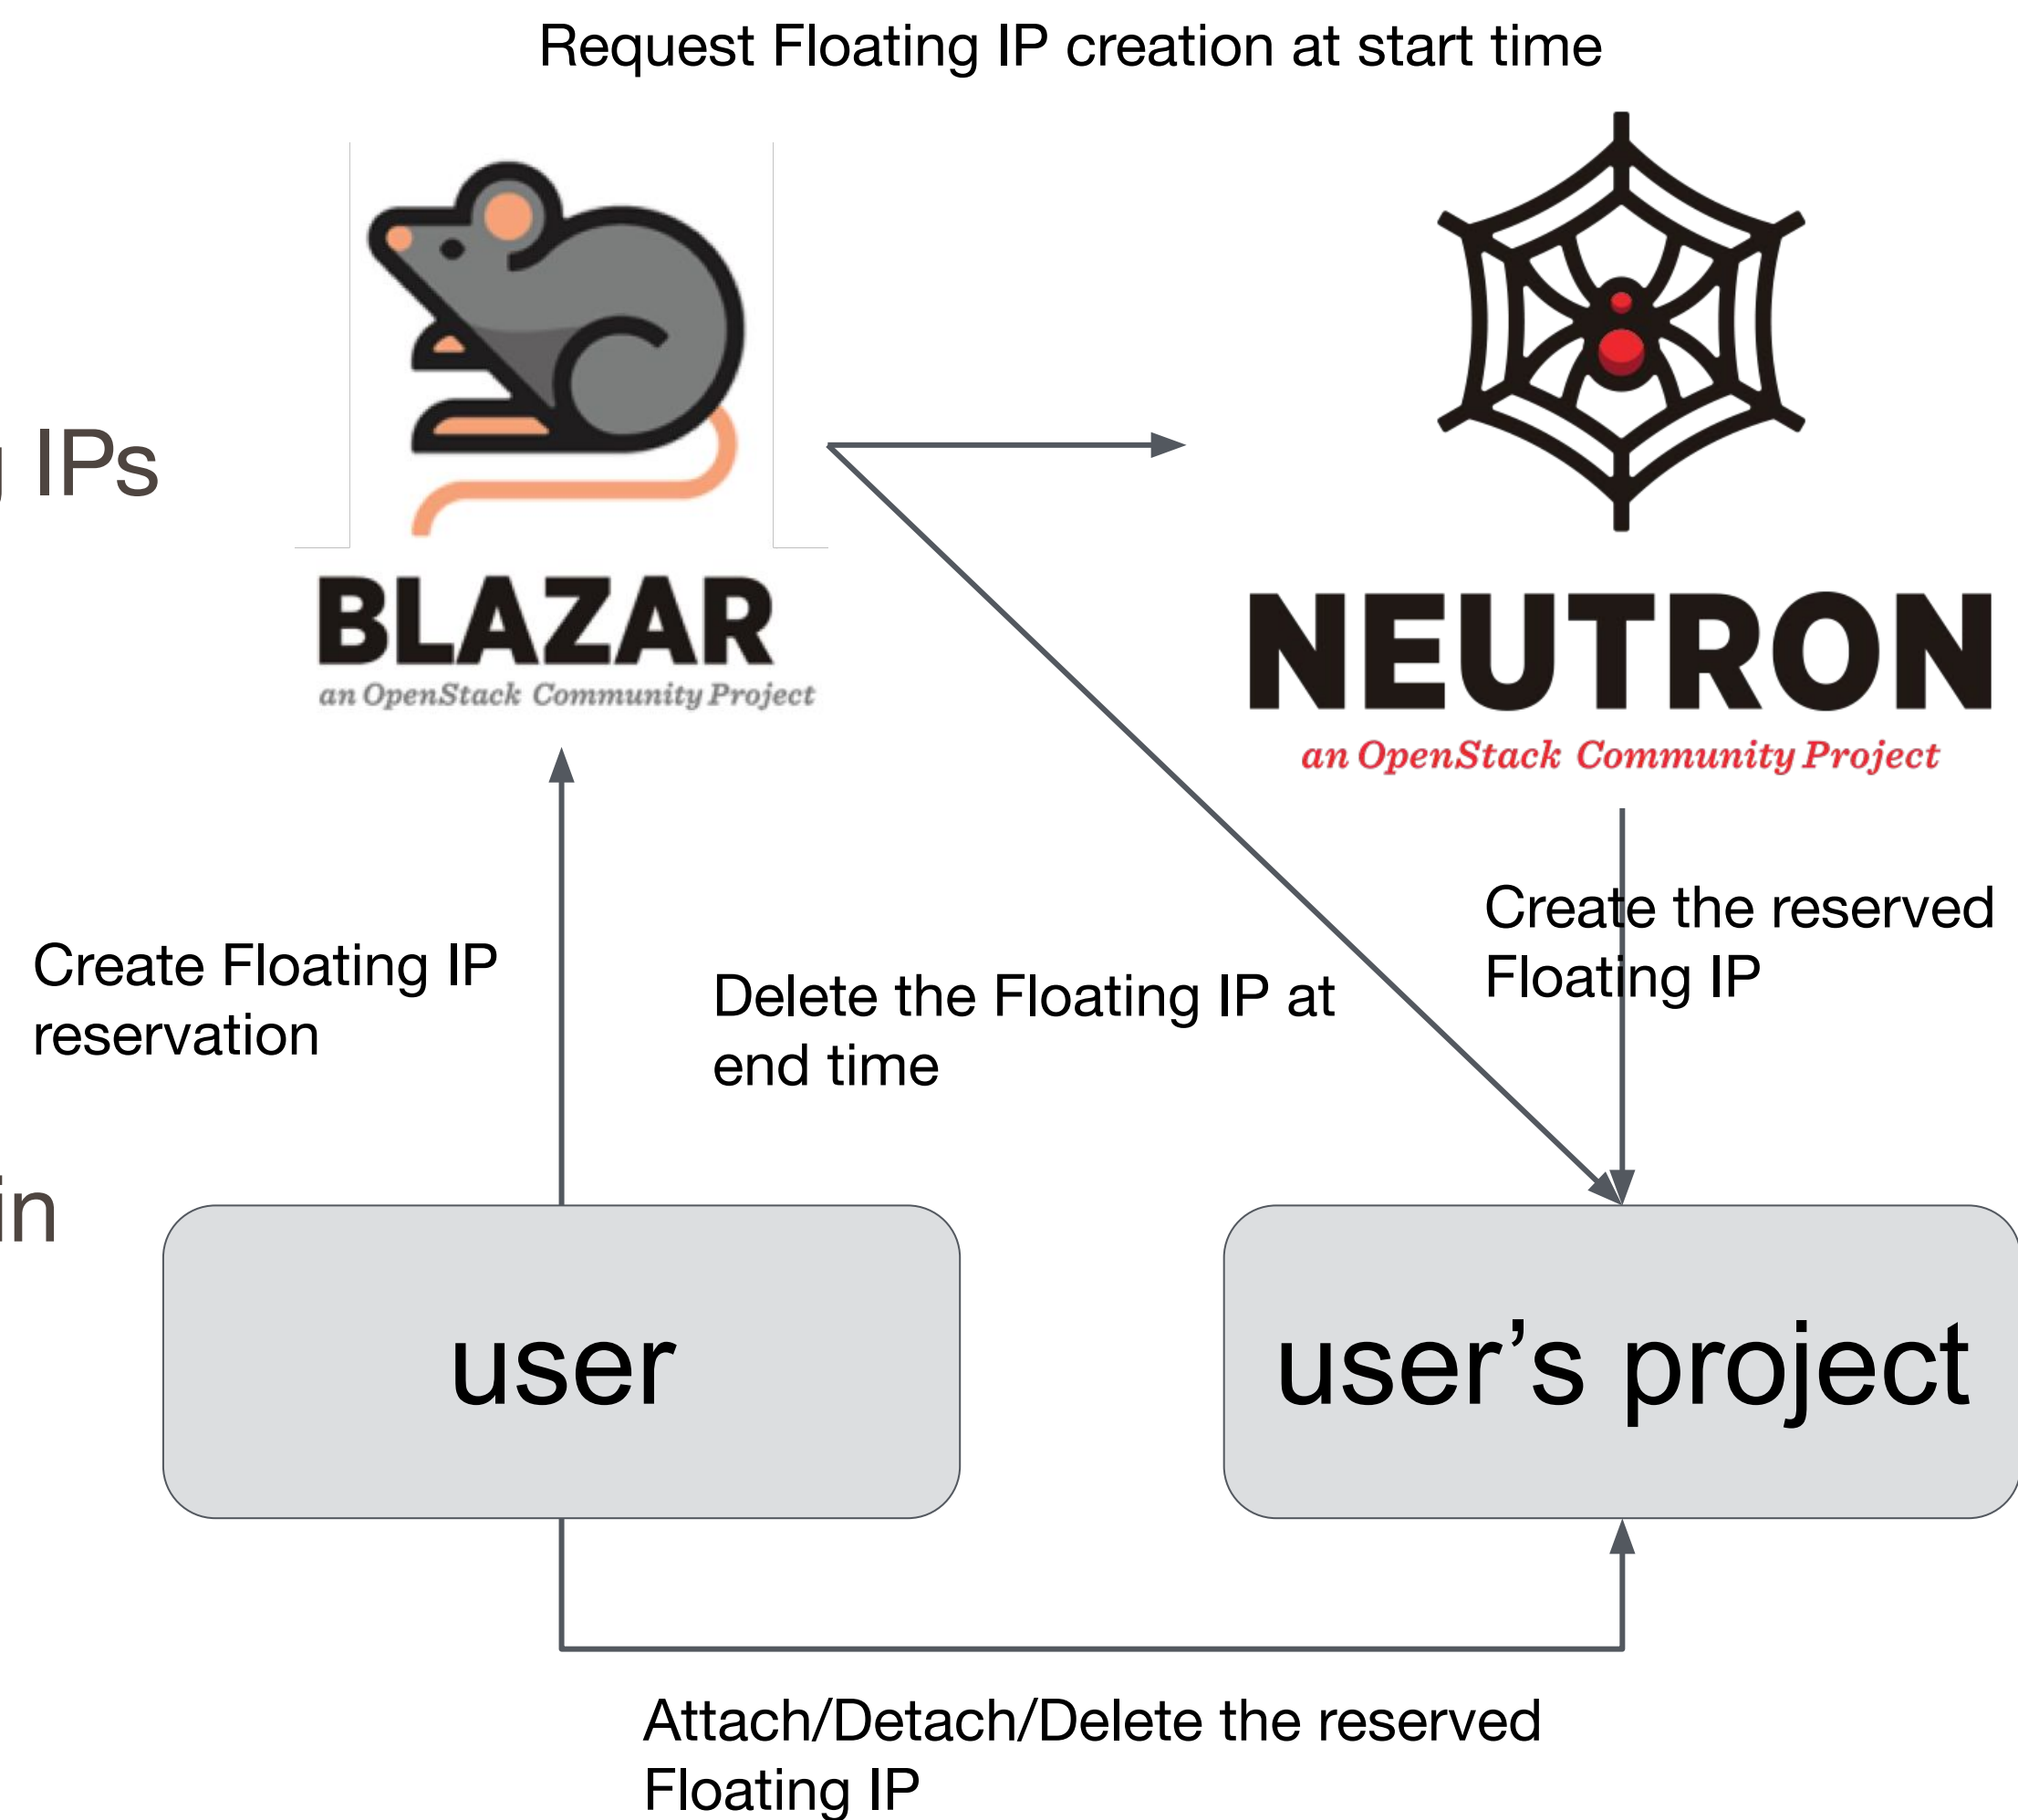 Request Floating IP creation at start time
IPs
BLAZAR
an OpenStack Community Project
NEUTRON
an OpenStack Community Project
Create the reserved
Floating IP
Create Floating IP
reservation
Delete the Floating IP at
end time
in
user
user’s project
Attach/Detach/Delete the reserved
Floating IP